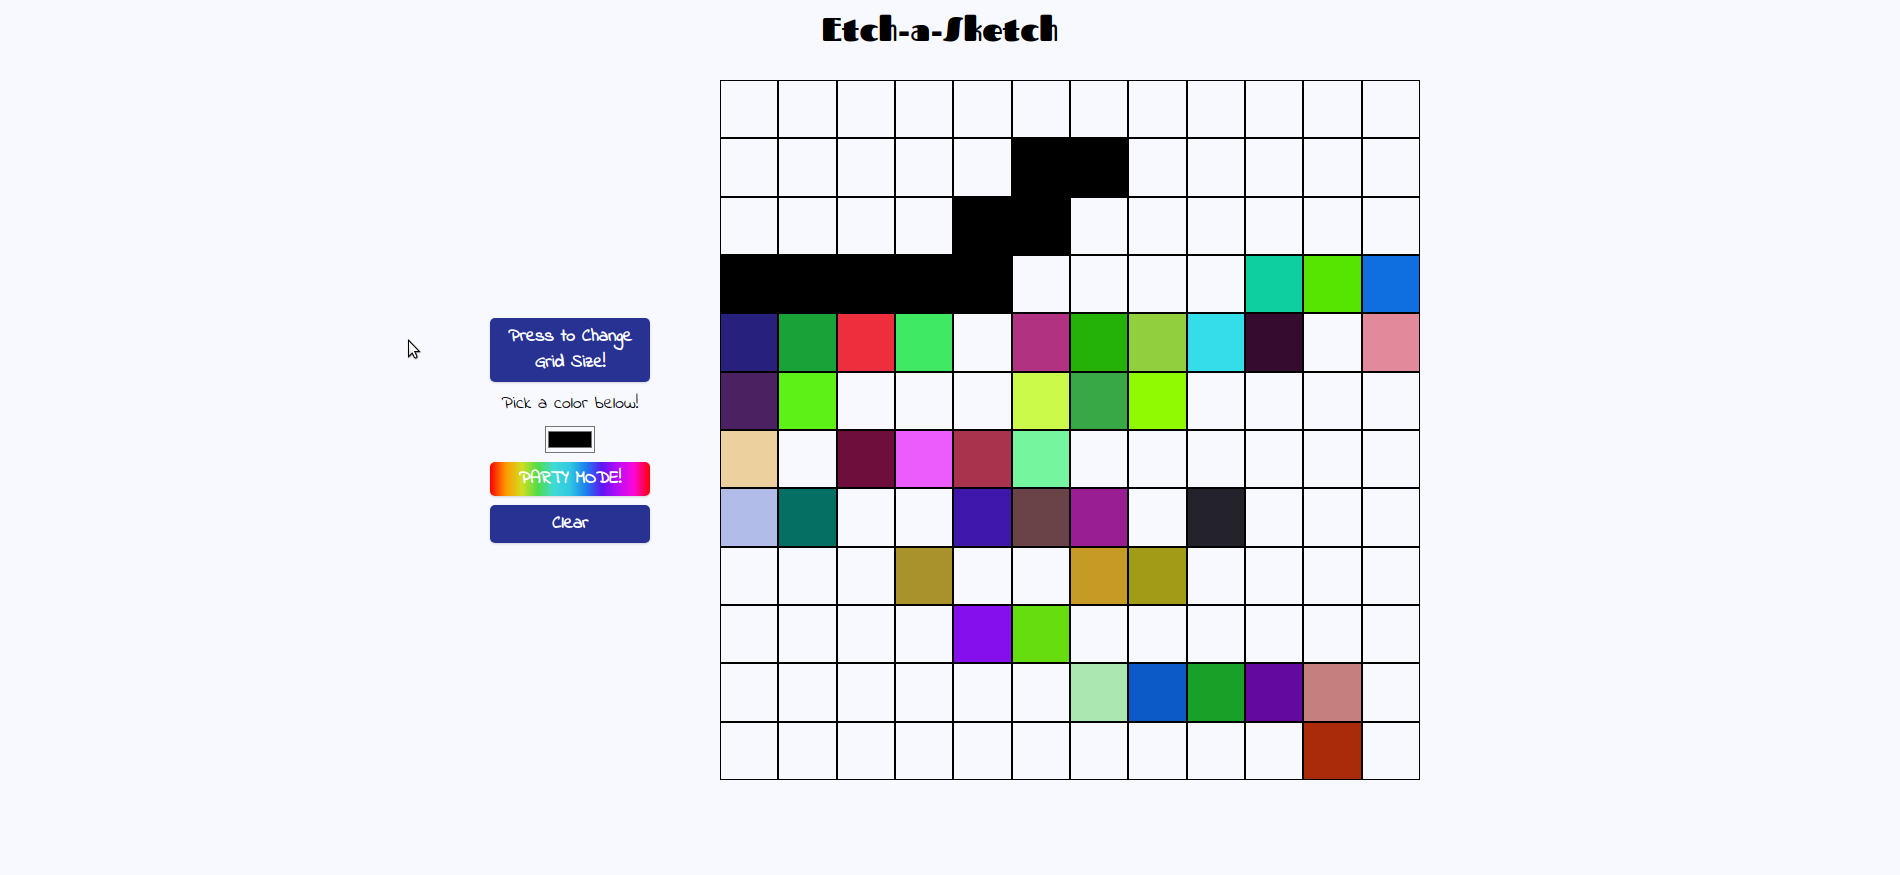 Etch-a-Sketch
Press to Change
Grid Size!
Pick a color below!
PARTY MODE!
Clear